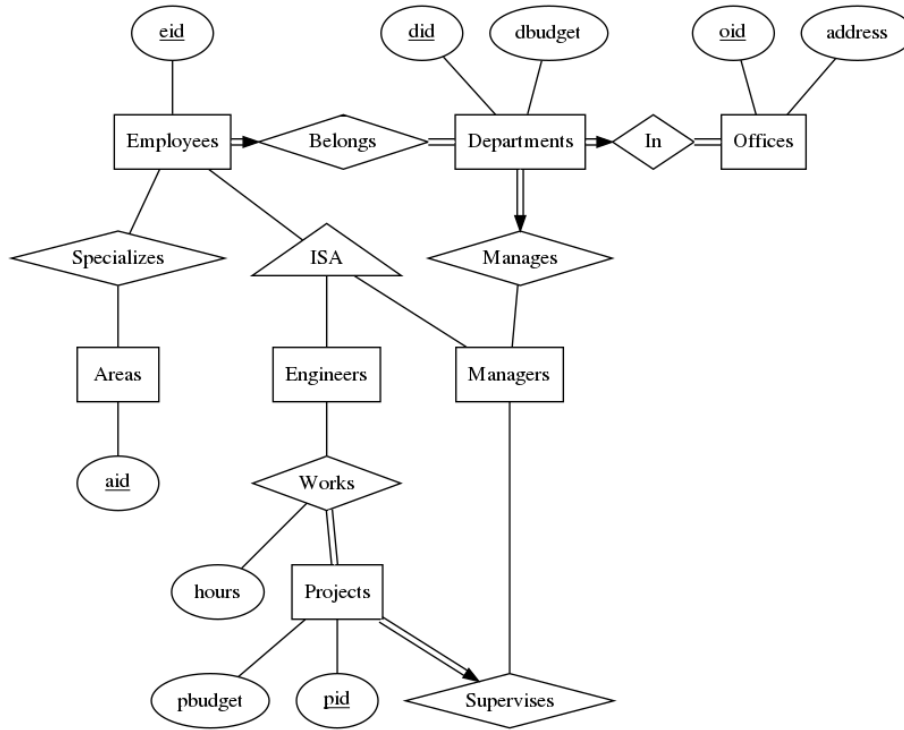 eid
did
dbudget
oid
address
Employees
Belongs
Departments
In
Offices
Specializes
ISA
Manages
Areas
Engineers
Managers
aid
Works
hours
Projects
pbudget
pid
Supervises